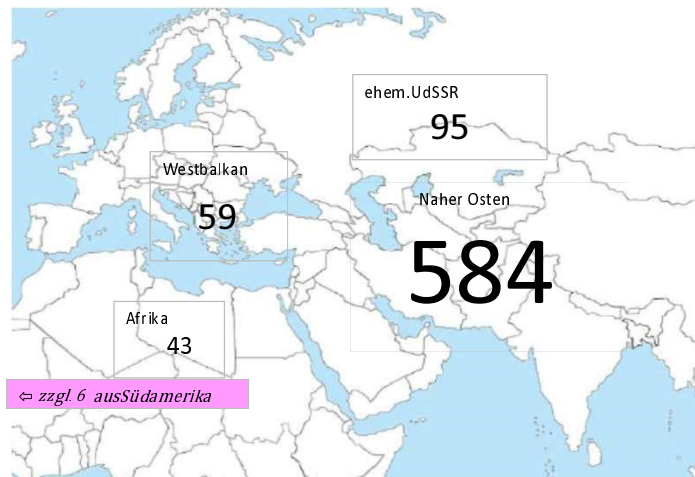 ehem.UdSSR
95
Westbalkan
59
Naher Osten
584
Afrika
43
⇦ zzgl. 6 ausSüdamerika